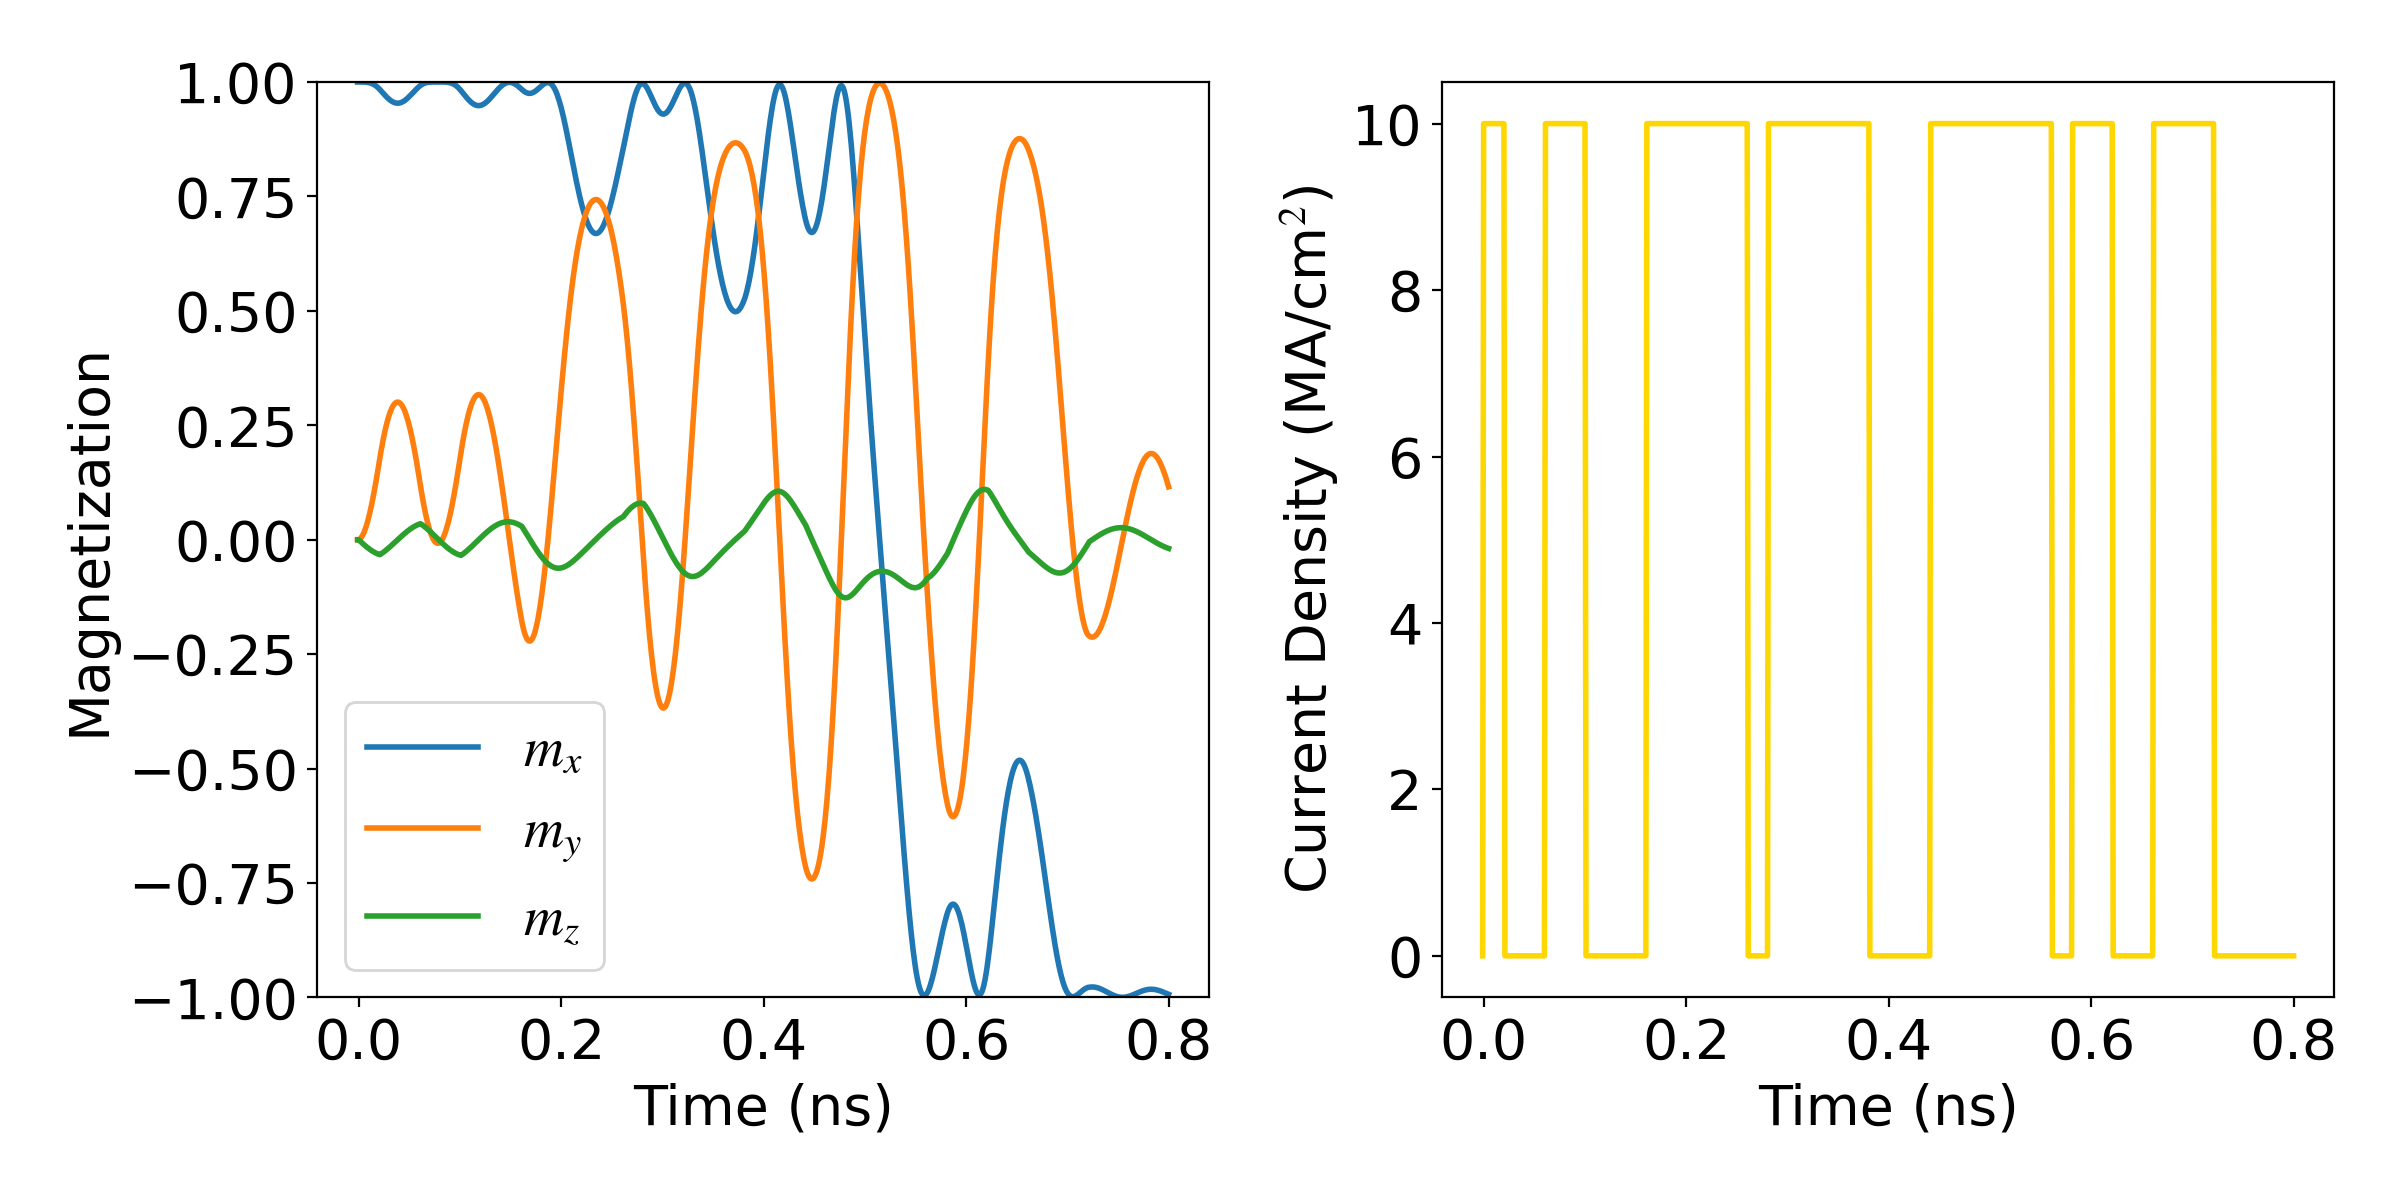 1.00
0.75
0.50
0.25
0.00
−0.25
−0.50
−0.75
−1.00
Magnetization
m_x
m_y
m_z
0.0 0.2 0.4 0.6 0.8
Time (ns)
10
8
6
4
2
0
Current Density (MA/cm²)
0.0 0.2 0.4 0.6 0.8
Time (ns)